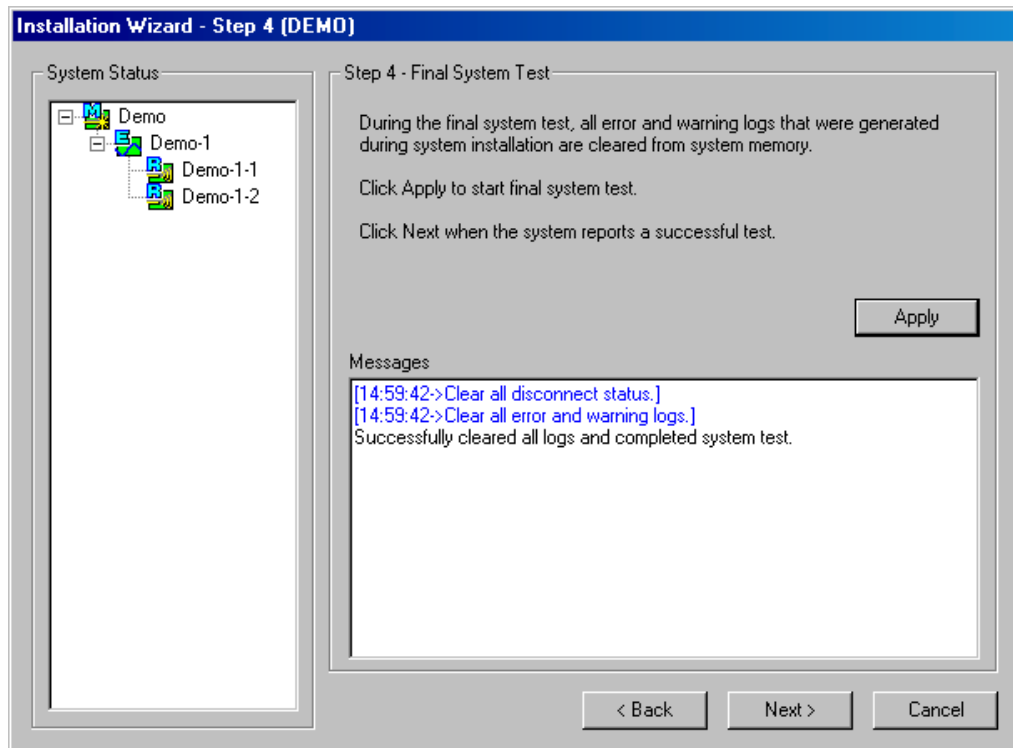 Installation Wizard - Step 4 (DEMO)
System Status
M Demo
E Demo-1
R Demo-1-1
R Demo-1-2
Step 4 - Final System Test
During the final system test, all error and warning logs that were generated
during system installation are cleared from system memory.
Click Apply to start final system test.
Click Next when the system reports a successful test.
Apply
Messages
[14:59:42->Clear all disconnect status.]
[14:59:42->Clear all error and warning logs.]
Successfully cleared all logs and completed system test.
< Back
Next >
Cancel